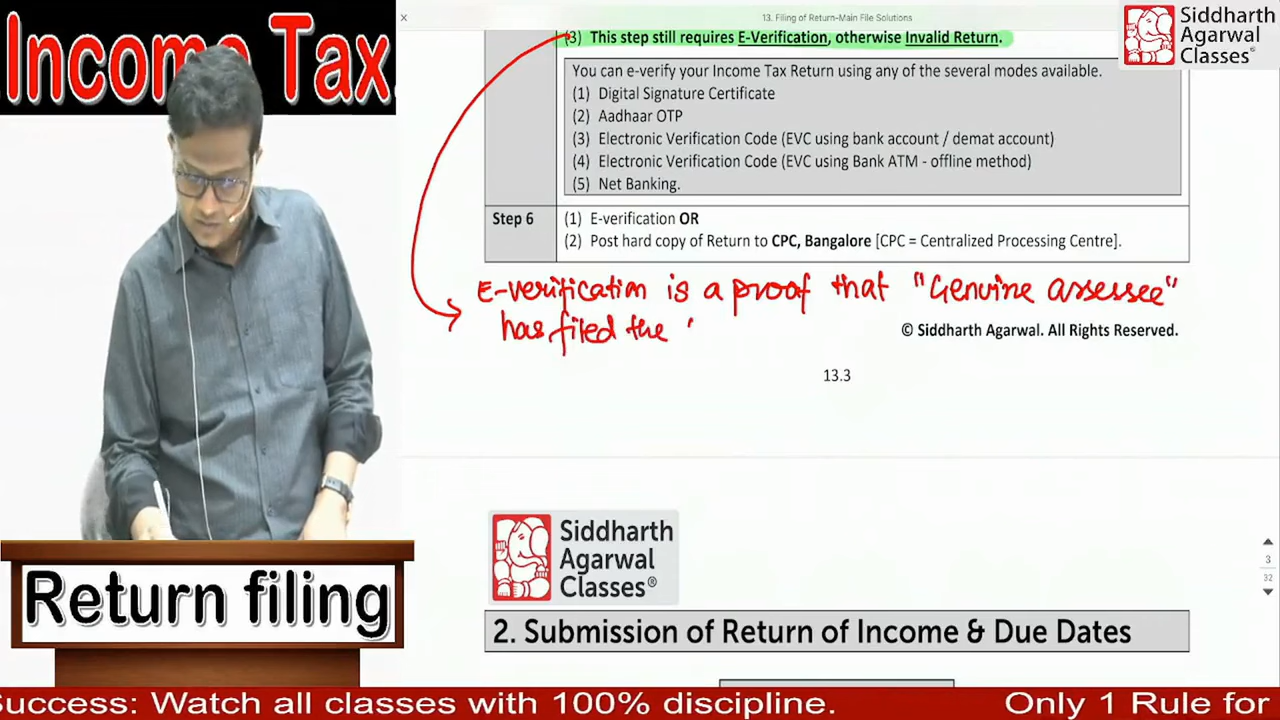 Income Tax
13. Filing of Return-Main File Solutions
Siddharth
Agarwal
Classes®
(3) This step still requires E-Verification, otherwise Invalid Return.
You can e-verify your Income Tax Return using any of the several modes available.
(1) Digital Signature Certificate
(2) Aadhaar OTP
(3) Electronic Verification Code (EVC using bank account / demat account)
(4) Electronic Verification Code (EVC using Bank ATM - offline method)
(5) Net Banking.
Step 6
(1) E-verification OR
(2) Post hard copy of Return to CPC, Bangalore [CPC = Centralized Processing Centre].
E-verification is a proof that "Genuine assessee"
has filed the
© Siddharth Agarwal. All Rights Reserved.
13.3
Siddharth
Agarwal
Classes®
3
32
Return filing
2. Submission of Return of Income & Due Dates
Success: Watch all classes with 100% discipline. Only 1 Rule for